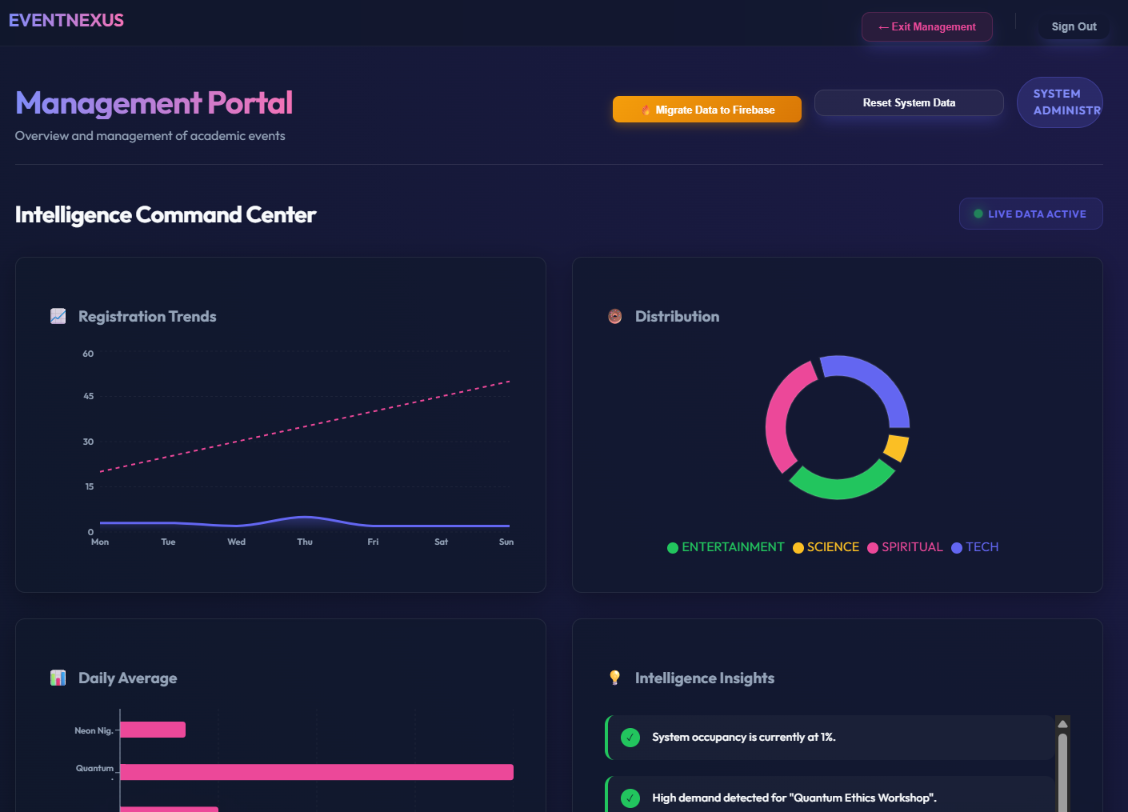 EVENTNEXUS
← Exit Management
Sign Out
Management Portal
Overview and management of academic events
Migrate Data to Firebase
Reset System Data
SYSTEM
ADMINISTR
Intelligence Command Center
LIVE DATA ACTIVE
Registration Trends
60
45
30
15
0
Mon Tue Wed Thu Fri Sat Sun
Distribution
ENTERTAINMENT SCIENCE SPIRITUAL TECH
Daily Average
Neon Nig.
Quantum
.
Intelligence Insights
System occupancy is currently at 1%.
High demand detected for "Quantum Ethics Workshop".